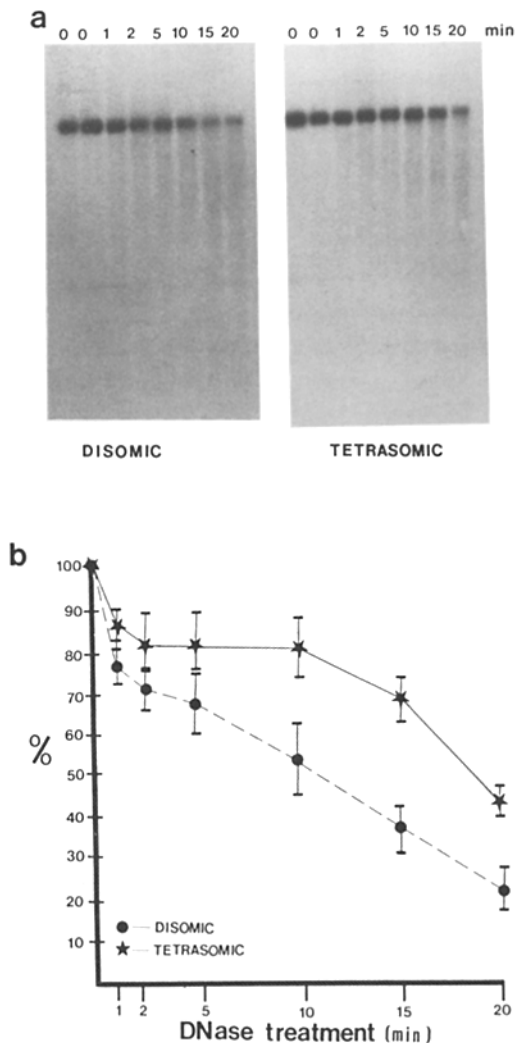 a
0 0 1 2 5 10 15 20 0 0 1 2 5 10 15 20 min
DISOMIC TETRASOMIC
b
100
90
80
70
60
%
50
40
30
20
10
DISOMIC
TETRASOMIC
1 2 5 10 15 20
DNase treatment (min)